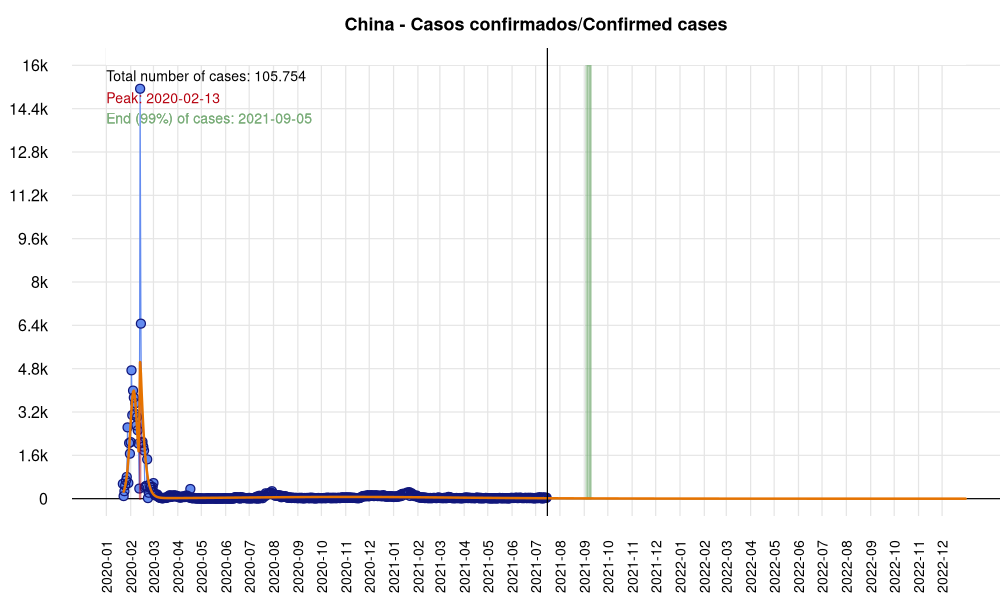 China - Casos confirmados/Confirmed cases
Total number of cases: 105.754
Peak: 2020-02-13
End (99%) of cases: 2021-09-05
16k
14.4k
12.8k
11.2k
9.6k
8k
6.4k
4.8k
3.2k
1.6k
0
2020-01
2020-02
2020-03
2020-04
2020-05
2020-06
2020-07
2020-08
2020-09
2020-10
2020-11
2020-12
2021-01
2021-02
2021-03
2021-04
2021-05
2021-06
2021-07
2021-08
2021-09
2021-10
2021-11
2021-12
2022-01
2022-02
2022-03
2022-04
2022-05
2022-06
2022-07
2022-08
2022-09
2022-10
2022-11
2022-12